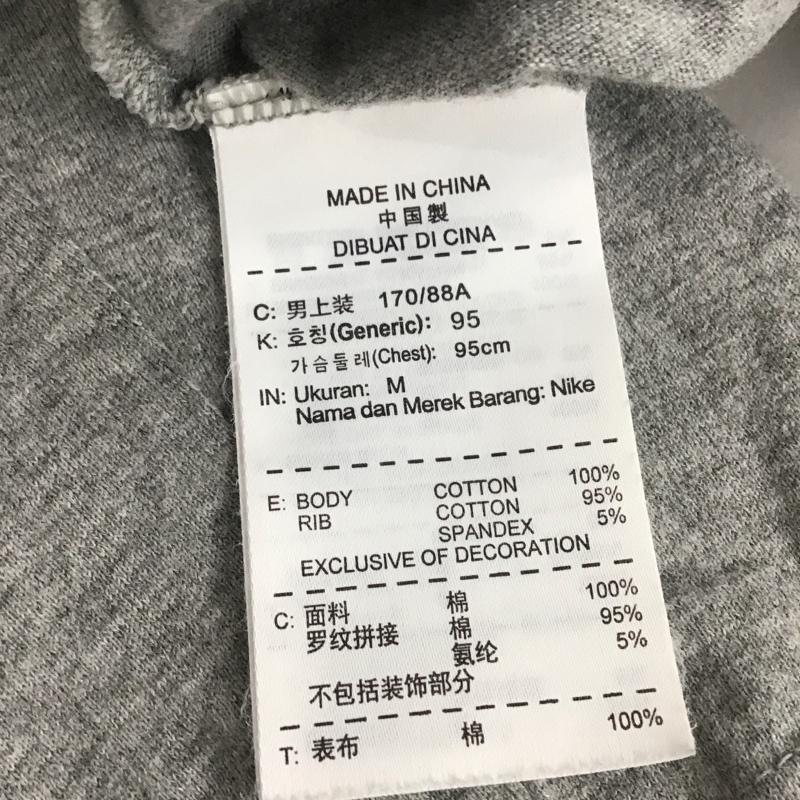 MADE IN CHINA
中国製
DIBUAT DI CINA
C: 男上装 170/88A
K: 호칭(Generic): 95
가슴둘레(Chest): 95cm
IN: Ukuran: M
Nama dan Merek Barang: Nike
E: BODY COTTON 100%
RIB COTTON 95%
SPANDEX 5%
EXCLUSIVE OF DECORATION
C: 面料 棉 100%
罗纹拼接 棉 95%
氨纶 5%
不包括装饰部分
T: 表布 棉 100%